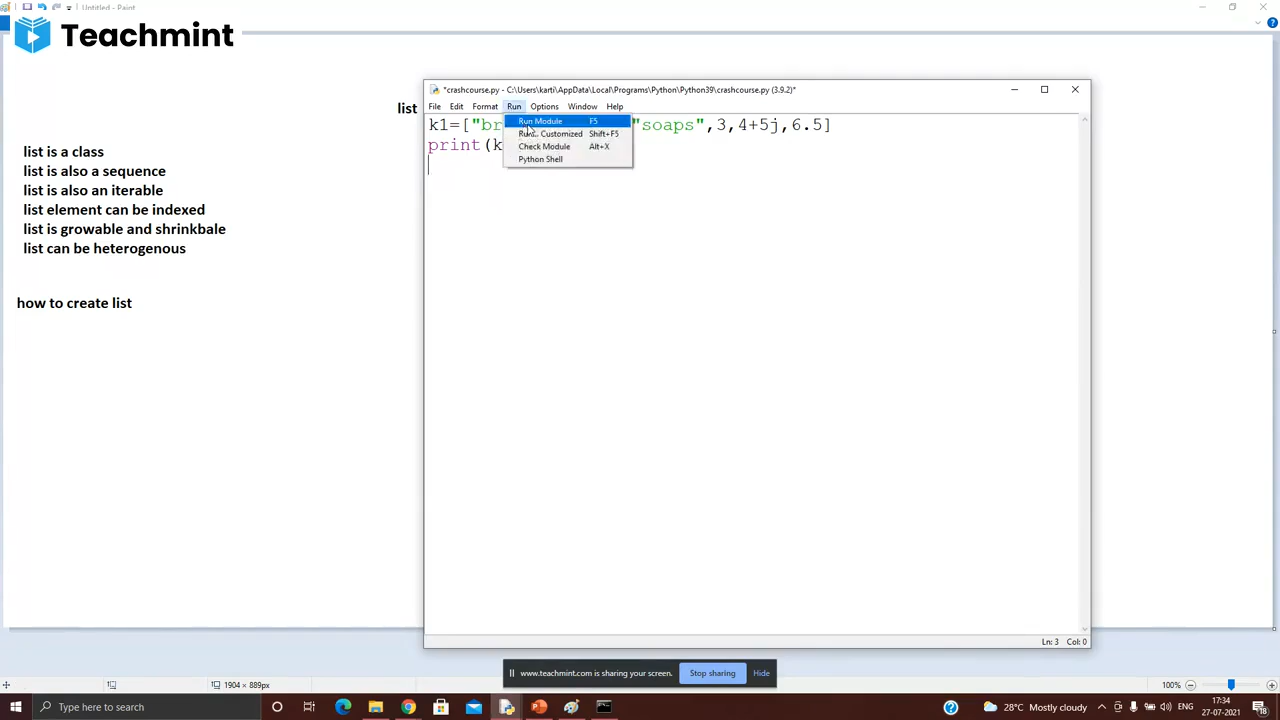 Untitled - Paint
Teachmint
*crashcourse.py - C:\Users\karti\AppData\Local\Programs\Python\Python39\crashcourse.py (3.9.2)*
list
File Edit Format Run Options Window Help
k1=["br "soaps",3,4+5j,6.5]
print(k
Run Module F5
Run... Customized Shift+F5
Check Module Alt+X
Python Shell
list is a class
list is also a sequence
list is also an iterable
list element can be indexed
list is growable and shrinkbale
list can be heterogenous
how to create list
Ln: 3 Col: 0
www.teachmint.com is sharing your screen. Stop sharing Hide
1904 × 889px 100%
Type here to search
28°C Mostly cloudy
ENG
17:34
27-07-2021
18